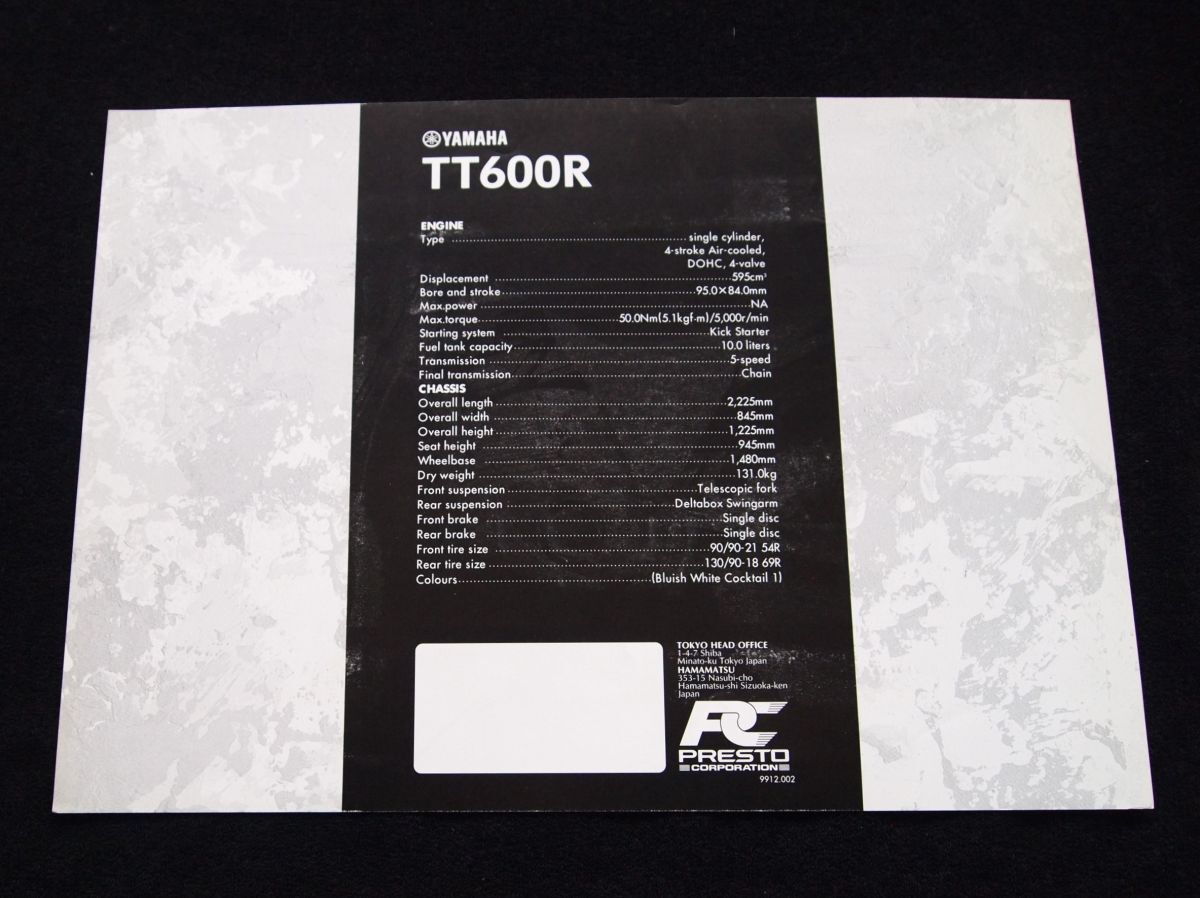 YAMAHA
TT600R
ENGINE
Type ........ single cylinder,
4-stroke Air-cooled,
DOHC, 4-valve
Displacement ........ 595cm³
Bore and stroke ........ 95.0×84.0mm
Max.power ........ NA
Max.torque ........ 50.0Nm(5.1kgf·m)/5,000r/min
Starting system ........ Kick Starter
Fuel tank capacity ........ 10.0 liters
Transmission ........ 5-speed
Final transmission ........ Chain
CHASSIS
Overall length ........ 2,225mm
Overall width ........ 845mm
Overall height ........ 1,225mm
Seat height ........ 945mm
Wheelbase ........ 1,480mm
Dry weight ........ 131.0kg
Front suspension ........ Telescopic fork
Rear suspension ........ Deltabox Swingarm
Front brake ........ Single disc
Rear brake ........ Single disc
Front tire size ........ 90/90-21 54R
Rear tire size ........ 130/90-18 69R
Colours ........ (Bluish White Cocktail 1)
TOKYO HEAD OFFICE
1-4-7 Shiba
Minato-ku Tokyo Japan
HAMAMATSU
353-15 Nasubi-cho
Hamamatsu-shi Sizuoka-ken
Japan
PC
PRESTO
CORPORATION
9912.002